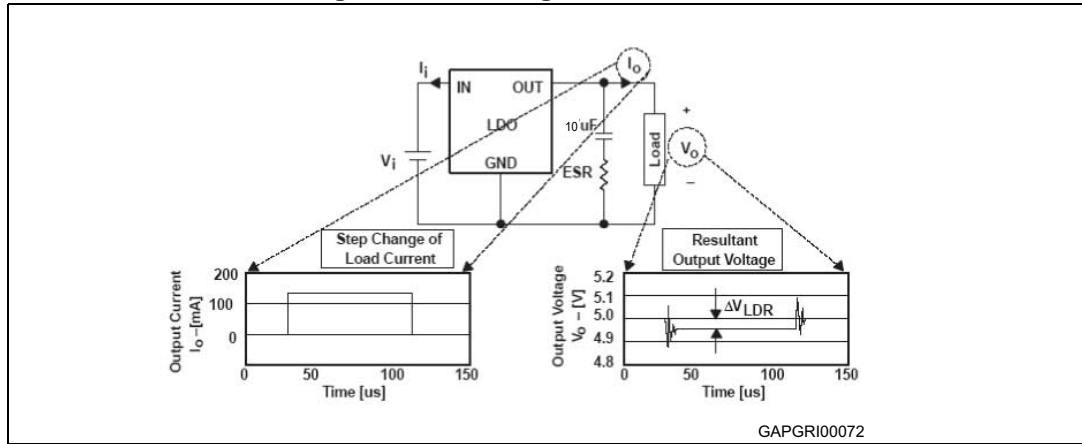 Ii
IN
OUT
Io
LDO
10 uF
+
Vi
GND
ESR
Load
Vo
–
Step Change of
Load Current
Resultant
Output Voltage
Output Current
Io –[mA]
200
100
0
0
50
100
150
Time [us]
Output Voltage
Vo – [V]
5.2
5.1
5.0
4.9
4.8
ΔVLDR
0
50
100
150
Time [us]
GAPGRI00072